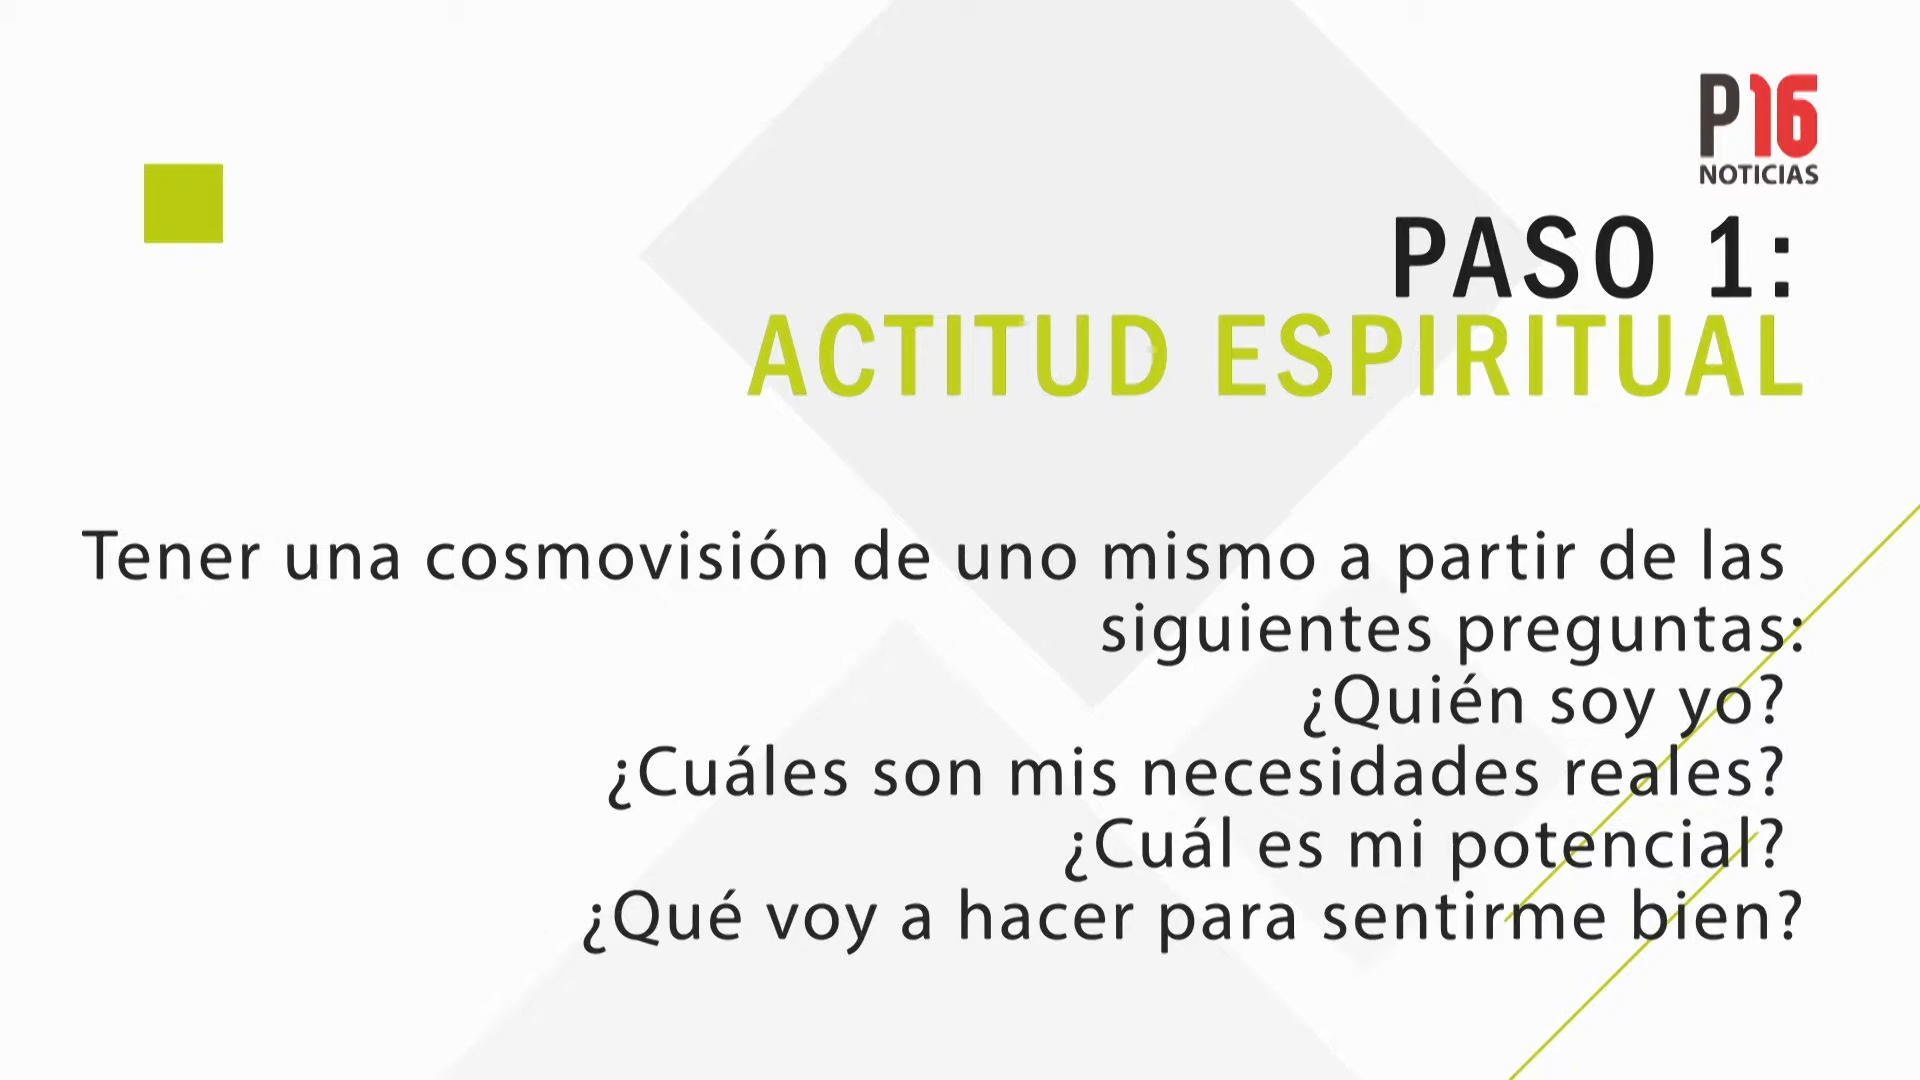 P16
NOTICIAS
PASO 1:
ACTITUD ESPIRITUAL
Tener una cosmovisión de uno mismo a partir de las
siguientes preguntas:
¿Quién soy yo?
¿Cuáles son mis necesidades reales?
¿Cuál es mi potencial?
¿Qué voy a hacer para sentirme bien?